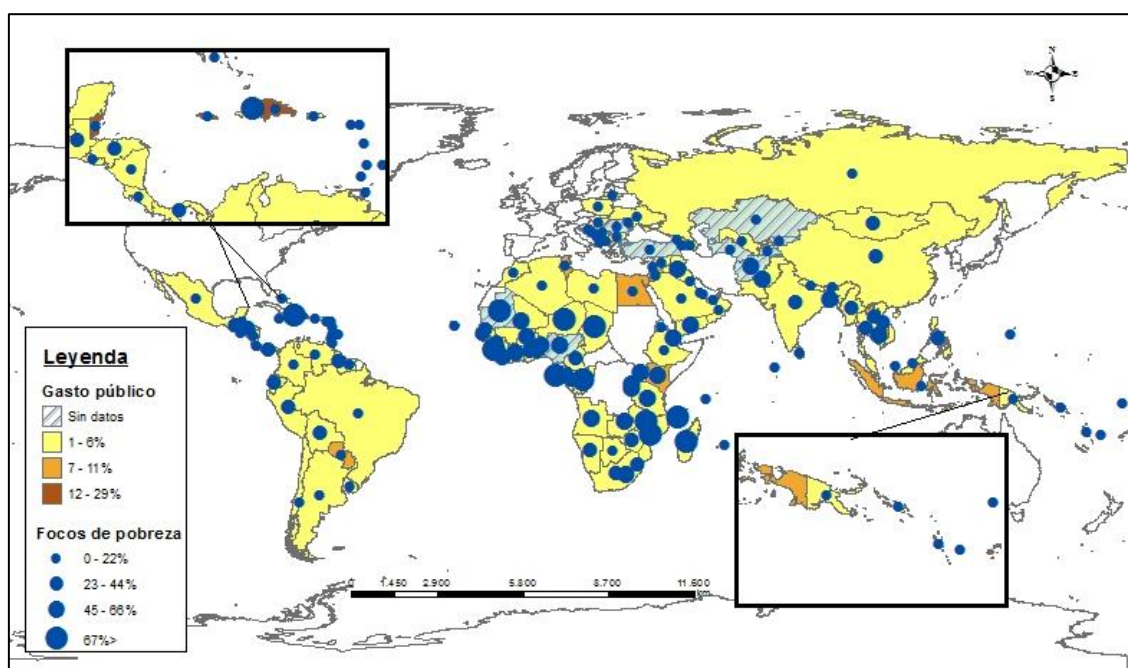 N
W E
S
Leyenda
Gasto público
Sin datos
1 - 6%
7 - 11%
12 - 29%
Focos de pobreza
0 - 22%
23 - 44%
45 - 66%
67%>
0 1.450 2.900 5.800 8.700 11.600
km